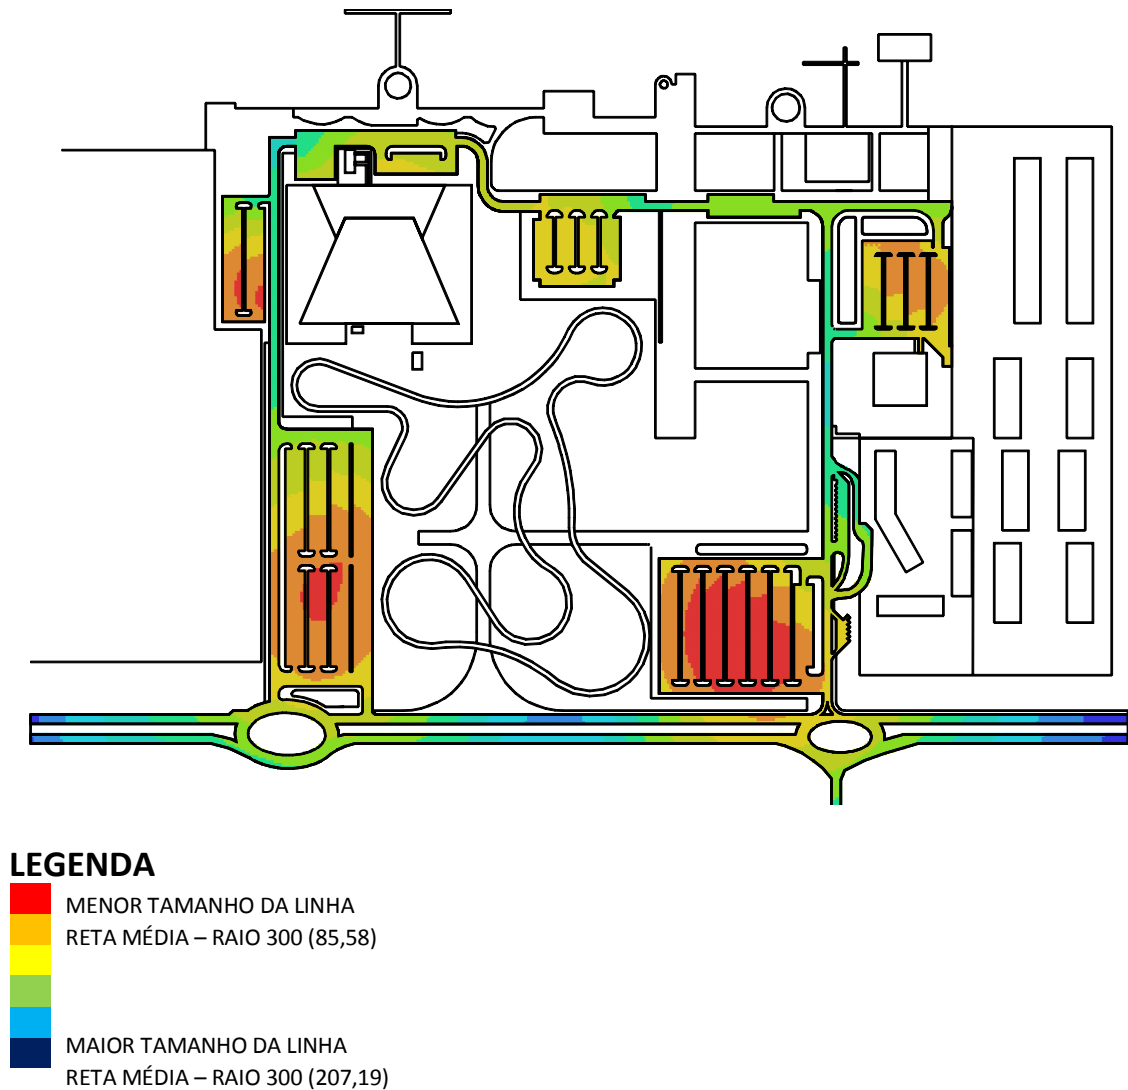 LEGENDA
MENOR TAMANHO DA LINHA
RETA MÉDIA – RAIO 300 (85,58)
MAIOR TAMANHO DA LINHA
RETA MÉDIA – RAIO 300 (207,19)